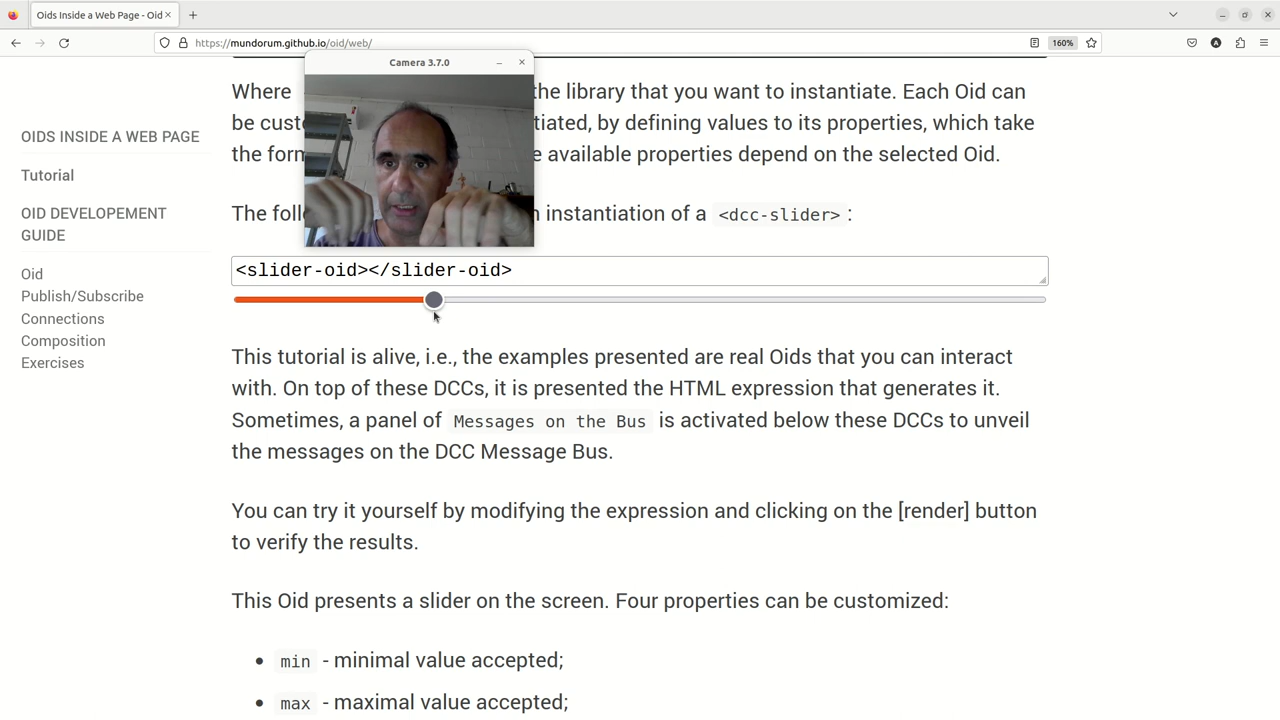 Oids Inside a Web Page - Oid
https://mundorum.github.io/oid/web/
160%
Camera 3.7.0
OIDS INSIDE A WEB PAGE
Tutorial
OID DEVELOPEMENT
GUIDE
Oid
Publish/Subscribe
Connections
Composition
Exercises
Where the library that you want to instantiate. Each Oid can
be custo tiated, by defining values to its properties, which take
the form e available properties depend on the selected Oid.
The foll n instantiation of a <dcc-slider> :
<slider-oid></slider-oid>
This tutorial is alive, i.e., the examples presented are real Oids that you can interact
with. On top of these DCCs, it is presented the HTML expression that generates it.
Sometimes, a panel of Messages on the Bus is activated below these DCCs to unveil
the messages on the DCC Message Bus.
You can try it yourself by modifying the expression and clicking on the [render] button
to verify the results.
This Oid presents a slider on the screen. Four properties can be customized:
• min - minimal value accepted;
• max - maximal value accepted;